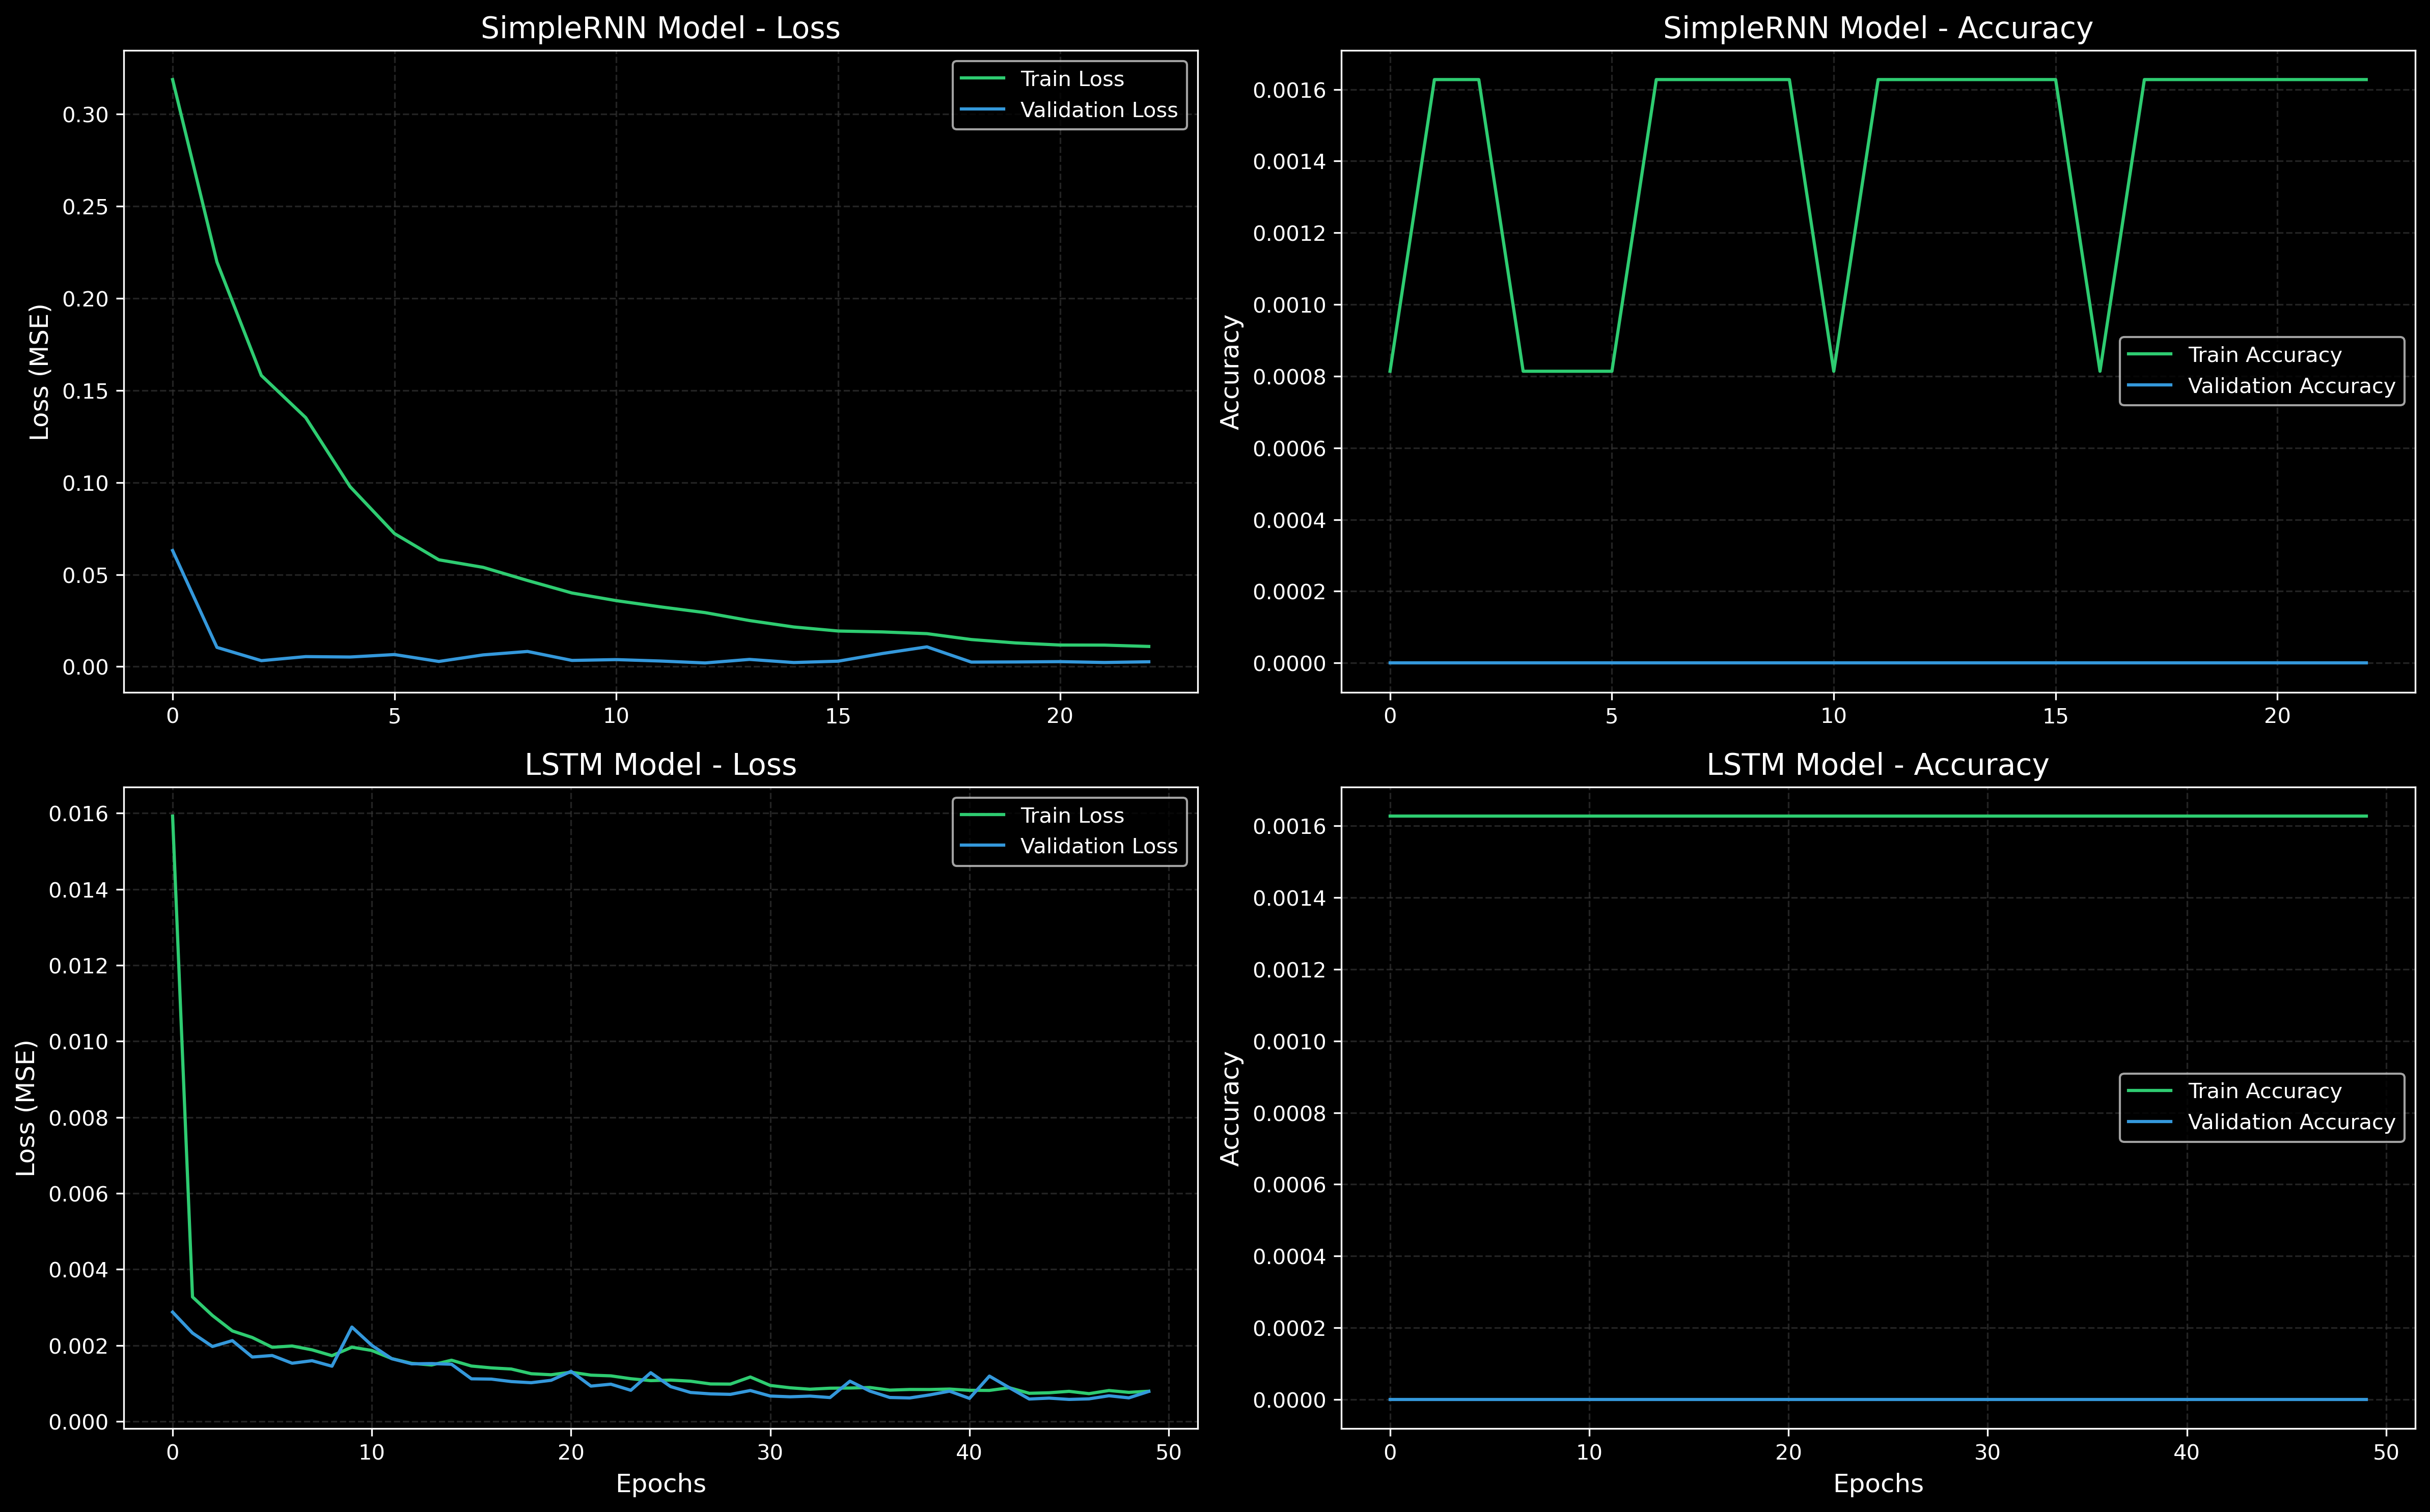 SimpleRNN Model - Loss
Loss (MSE)
0.30
0.25
0.20
0.15
0.10
0.05
0.00
0 5 10 15 20
Train Loss
Validation Loss
SimpleRNN Model - Accuracy
Accuracy
0.0016
0.0014
0.0012
0.0010
0.0008
0.0006
0.0004
0.0002
0.0000
0 5 10 15 20
Train Accuracy
Validation Accuracy
LSTM Model - Loss
Loss (MSE)
0.016
0.014
0.012
0.010
0.008
0.006
0.004
0.002
0.000
0 10 20 30 40 50
Epochs
Train Loss
Validation Loss
LSTM Model - Accuracy
Accuracy
0.0016
0.0014
0.0012
0.0010
0.0008
0.0006
0.0004
0.0002
0.0000
0 10 20 30 40 50
Epochs
Train Accuracy
Validation Accuracy